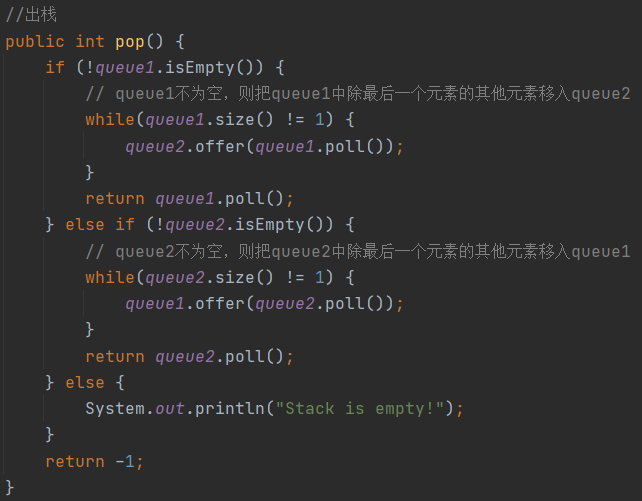 //出栈
public int pop() {
    if (!queue1.isEmpty()) {
        // queue1不为空，则把queue1中除最后一个元素的其他元素移入queue2
        while(queue1.size() != 1) {
            queue2.offer(queue1.poll());
        }
        return queue1.poll();
    } else if (!queue2.isEmpty()) {
        // queue2不为空，则把queue2中除最后一个元素的其他元素移入queue1
        while(queue2.size() != 1) {
            queue1.offer(queue2.poll());
        }
        return queue2.poll();
    } else {
        System.out.println("Stack is empty!");
    }
    return -1;
}